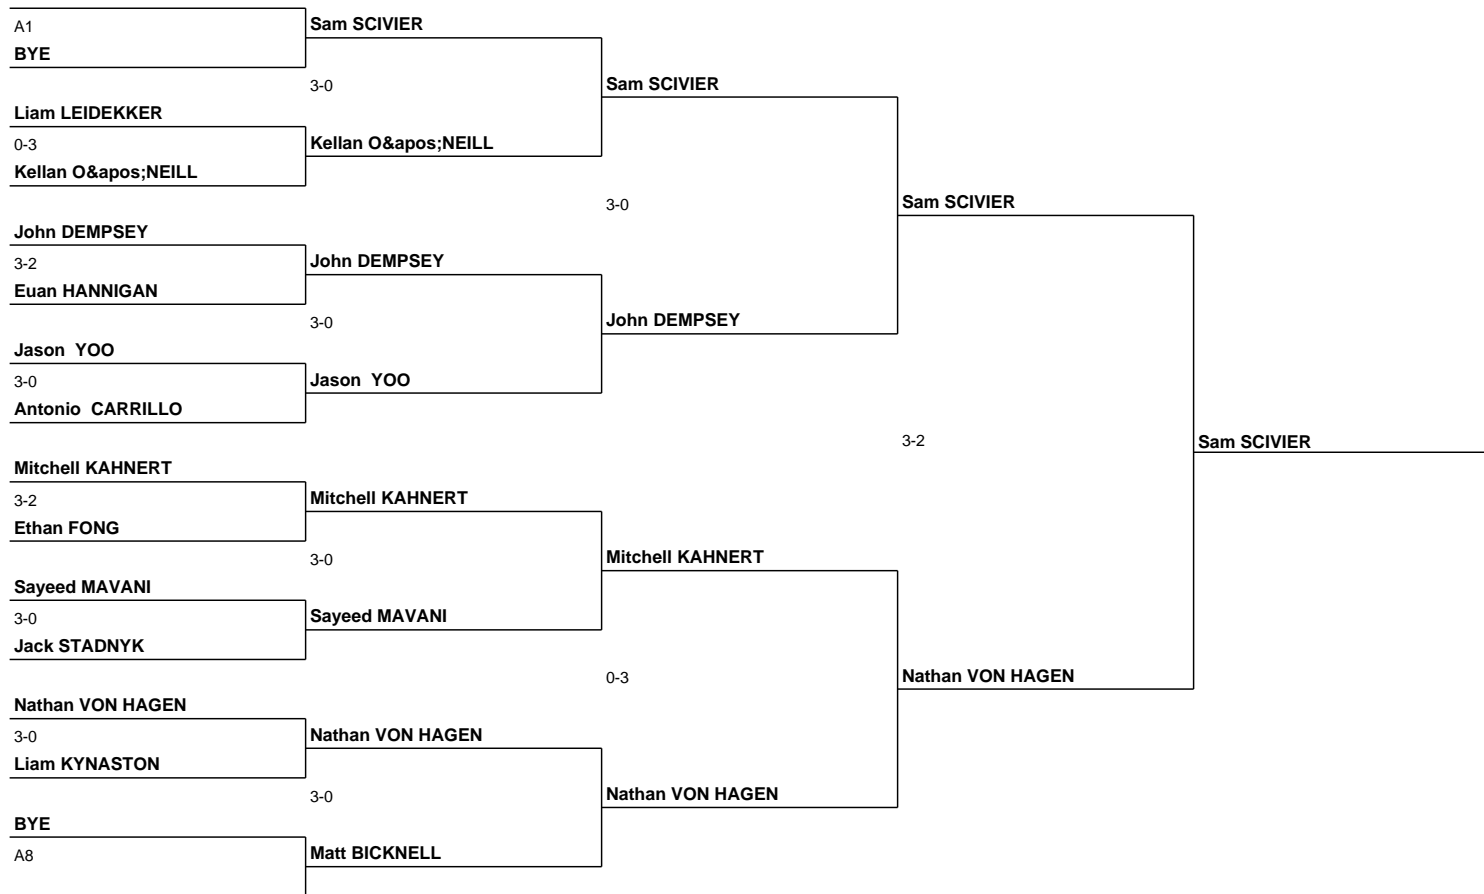 A1
BYE
Liam LEIDEKKER
0-3
Kellan O&apos;NEILL
John DEMPSEY
3-2
Euan HANNIGAN
Jason  YOO
3-0
Antonio  CARRILLO
Mitchell KAHNERT
3-2
Ethan FONG
Sayeed MAVANI
3-0
Jack STADNYK
Nathan VON HAGEN
3-0
Liam KYNASTON
BYE
A8
Sam SCIVIER
3-0
Kellan O&apos;NEILL
John DEMPSEY
3-0
Jason  YOO
Mitchell KAHNERT
3-0
Sayeed MAVANI
Nathan VON HAGEN
3-0
Matt BICKNELL
Sam SCIVIER
3-0
John DEMPSEY
Mitchell KAHNERT
0-3
Nathan VON HAGEN
Sam SCIVIER
3-2
Nathan VON HAGEN
Sam SCIVIER